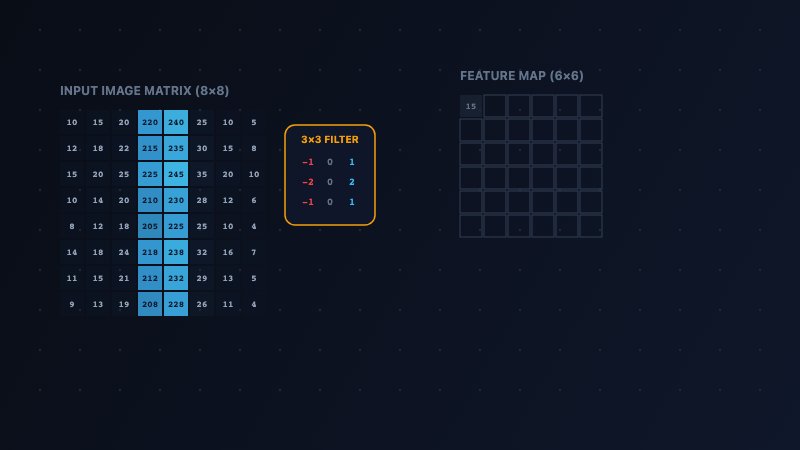 FEATURE MAP (6×6)
INPUT IMAGE MATRIX (8×8)
15
10 15 20 220 240 25 10 5
12 18 22 215 235 30 15 8
15 20 25 225 245 35 20 10
10 14 20 210 230 28 12 6
8 12 18 205 225 25 10 4
14 18 24 218 238 32 16 7
11 15 21 212 232 29 13 5
9 13 19 208 228 26 11 4
3×3 FILTER
−1 0 1
−2 0 2
−1 0 1